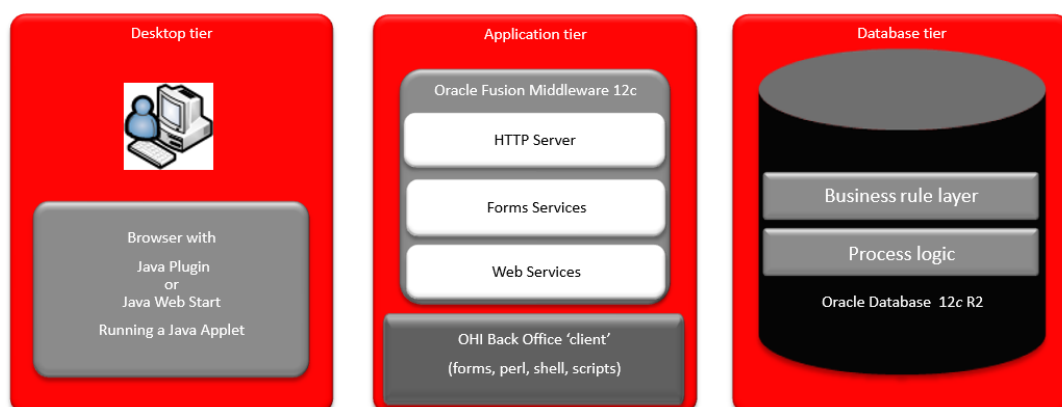 Desktop tier
Browser with
Java Plugin
or
Java Web Start
Running a Java Applet
Application tier
Oracle Fusion Middleware 12c
HTTP Server
Forms Services
Web Services
OHI Back Office ‘client’
(forms, perl, shell, scripts)
Database tier
Business rule layer
Process logic
Oracle Database 12c R2